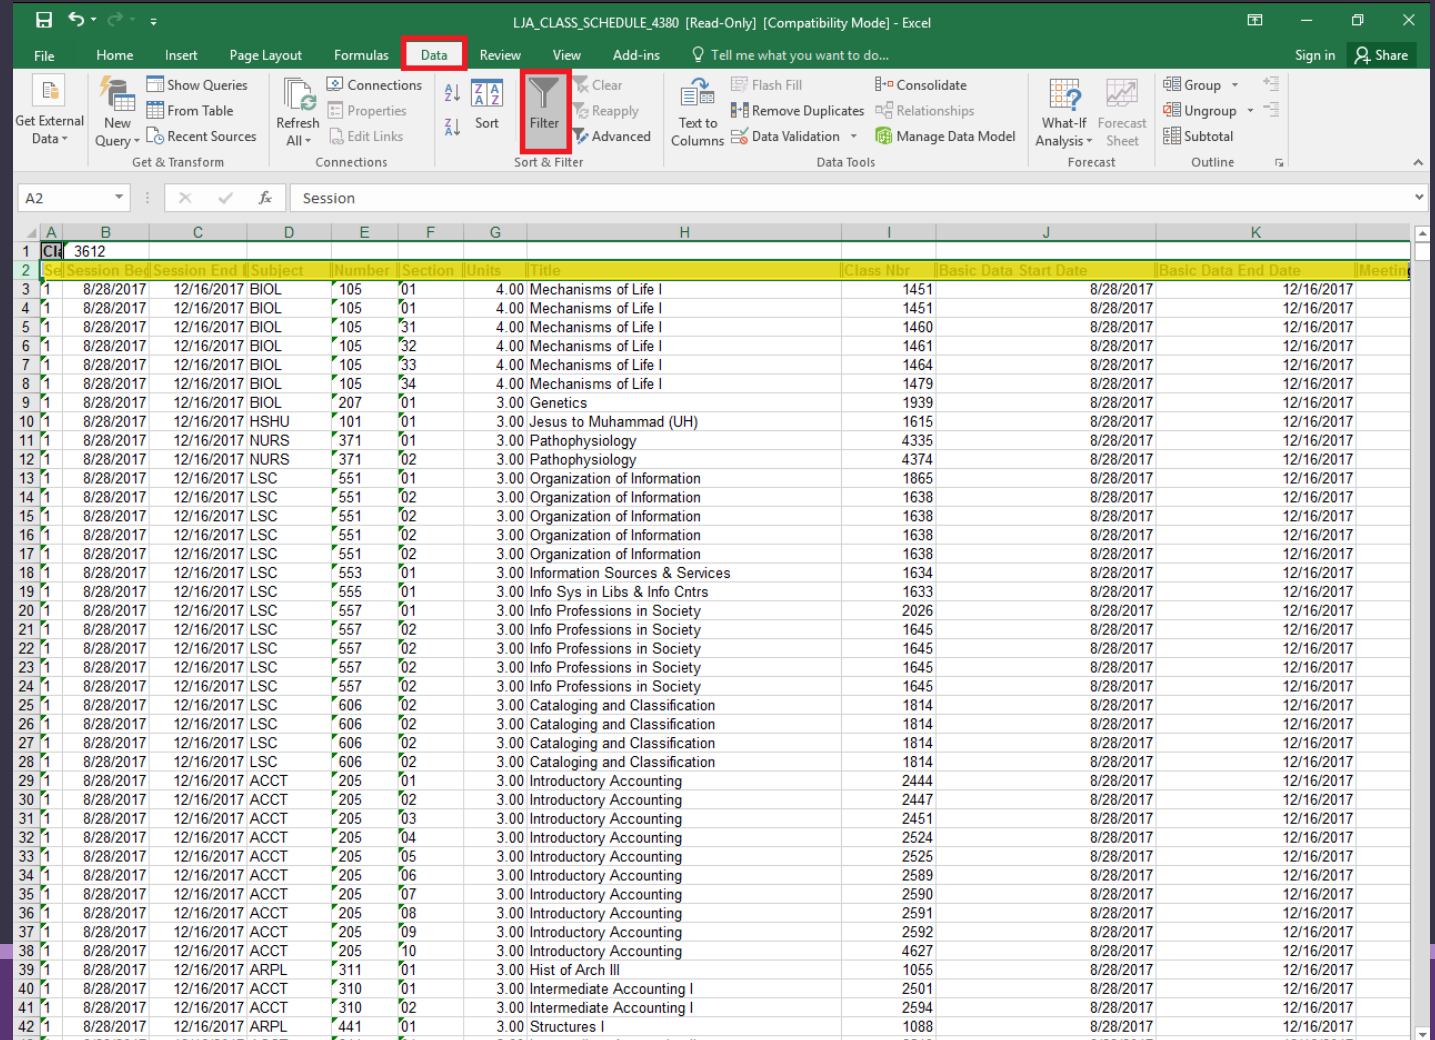 LJA_CLASS_SCHEDULE_4380 [Read-Only] [Compatibility Mode] - Excel
File Home Insert Page Layout Formulas Data Review View Add-ins Tell me what you want to do... Sign in Share
Get External Data
New Query
Show Queries
From Table
Recent Sources
Get & Transform
Refresh All
Connections
Properties
Edit Links
Connections
Sort
Filter
Clear
Reapply
Advanced
Sort & Filter
Text to Columns
Flash Fill
Remove Duplicates
Data Validation
Consolidate
Relationships
Manage Data Model
Data Tools
What-If Analysis
Forecast Sheet
Forecast
Group
Ungroup
Subtotal
Outline
A2 fx Session
A B C D E F G H I J K
1 Cla 3612
2 Se Session Beg Session End Subject Number Section Units Title Class Nbr Basic Data Start Date Basic Data End Date Meeting
3 1 8/28/2017 12/16/2017 BIOL 105 01 4.00 Mechanisms of Life I 1451 8/28/2017 12/16/2017
4 1 8/28/2017 12/16/2017 BIOL 105 01 4.00 Mechanisms of Life I 1451 8/28/2017 12/16/2017
5 1 8/28/2017 12/16/2017 BIOL 105 31 4.00 Mechanisms of Life I 1460 8/28/2017 12/16/2017
6 1 8/28/2017 12/16/2017 BIOL 105 32 4.00 Mechanisms of Life I 1461 8/28/2017 12/16/2017
7 1 8/28/2017 12/16/2017 BIOL 105 33 4.00 Mechanisms of Life I 1464 8/28/2017 12/16/2017
8 1 8/28/2017 12/16/2017 BIOL 105 34 4.00 Mechanisms of Life I 1479 8/28/2017 12/16/2017
9 1 8/28/2017 12/16/2017 BIOL 207 01 3.00 Genetics 1939 8/28/2017 12/16/2017
10 1 8/28/2017 12/16/2017 HSHU 101 01 3.00 Jesus to Muhammad (UH) 1615 8/28/2017 12/16/2017
11 1 8/28/2017 12/16/2017 NURS 371 01 3.00 Pathophysiology 4335 8/28/2017 12/16/2017
12 1 8/28/2017 12/16/2017 NURS 371 02 3.00 Pathophysiology 4374 8/28/2017 12/16/2017
13 1 8/28/2017 12/16/2017 LSC 551 01 3.00 Organization of Information 1865 8/28/2017 12/16/2017
14 1 8/28/2017 12/16/2017 LSC 551 02 3.00 Organization of Information 1638 8/28/2017 12/16/2017
15 1 8/28/2017 12/16/2017 LSC 551 02 3.00 Organization of Information 1638 8/28/2017 12/16/2017
16 1 8/28/2017 12/16/2017 LSC 551 02 3.00 Organization of Information 1638 8/28/2017 12/16/2017
17 1 8/28/2017 12/16/2017 LSC 551 02 3.00 Organization of Information 1638 8/28/2017 12/16/2017
18 1 8/28/2017 12/16/2017 LSC 553 01 3.00 Information Sources & Services 1634 8/28/2017 12/16/2017
19 1 8/28/2017 12/16/2017 LSC 555 01 3.00 Info Sys in Libs & Info Cntrs 1633 8/28/2017 12/16/2017
20 1 8/28/2017 12/16/2017 LSC 557 01 3.00 Info Professions in Society 2026 8/28/2017 12/16/2017
21 1 8/28/2017 12/16/2017 LSC 557 02 3.00 Info Professions in Society 1645 8/28/2017 12/16/2017
22 1 8/28/2017 12/16/2017 LSC 557 02 3.00 Info Professions in Society 1645 8/28/2017 12/16/2017
23 1 8/28/2017 12/16/2017 LSC 557 02 3.00 Info Professions in Society 1645 8/28/2017 12/16/2017
24 1 8/28/2017 12/16/2017 LSC 557 02 3.00 Info Professions in Society 1645 8/28/2017 12/16/2017
25 1 8/28/2017 12/16/2017 LSC 606 02 3.00 Cataloging and Classification 1814 8/28/2017 12/16/2017
26 1 8/28/2017 12/16/2017 LSC 606 02 3.00 Cataloging and Classification 1814 8/28/2017 12/16/2017
27 1 8/28/2017 12/16/2017 LSC 606 02 3.00 Cataloging and Classification 1814 8/28/2017 12/16/2017
28 1 8/28/2017 12/16/2017 LSC 606 02 3.00 Cataloging and Classification 1814 8/28/2017 12/16/2017
29 1 8/28/2017 12/16/2017 ACCT 205 01 3.00 Introductory Accounting 2444 8/28/2017 12/16/2017
30 1 8/28/2017 12/16/2017 ACCT 205 02 3.00 Introductory Accounting 2447 8/28/2017 12/16/2017
31 1 8/28/2017 12/16/2017 ACCT 205 03 3.00 Introductory Accounting 2451 8/28/2017 12/16/2017
32 1 8/28/2017 12/16/2017 ACCT 205 04 3.00 Introductory Accounting 2524 8/28/2017 12/16/2017
33 1 8/28/2017 12/16/2017 ACCT 205 05 3.00 Introductory Accounting 2525 8/28/2017 12/16/2017
34 1 8/28/2017 12/16/2017 ACCT 205 06 3.00 Introductory Accounting 2589 8/28/2017 12/16/2017
35 1 8/28/2017 12/16/2017 ACCT 205 07 3.00 Introductory Accounting 2590 8/28/2017 12/16/2017
36 1 8/28/2017 12/16/2017 ACCT 205 08 3.00 Introductory Accounting 2591 8/28/2017 12/16/2017
37 1 8/28/2017 12/16/2017 ACCT 205 09 3.00 Introductory Accounting 2592 8/28/2017 12/16/2017
38 1 8/28/2017 12/16/2017 ACCT 205 10 3.00 Introductory Accounting 4627 8/28/2017 12/16/2017
39 1 8/28/2017 12/16/2017 ARPL 311 01 3.00 Hist of Arch III 1055 8/28/2017 12/16/2017
40 1 8/28/2017 12/16/2017 ACCT 310 01 3.00 Intermediate Accounting I 2501 8/28/2017 12/16/2017
41 1 8/28/2017 12/16/2017 ACCT 310 02 3.00 Intermediate Accounting I 2594 8/28/2017 12/16/2017
42 1 8/28/2017 12/16/2017 ARPL 441 01 3.00 Structures I 1088 8/28/2017 12/16/2017